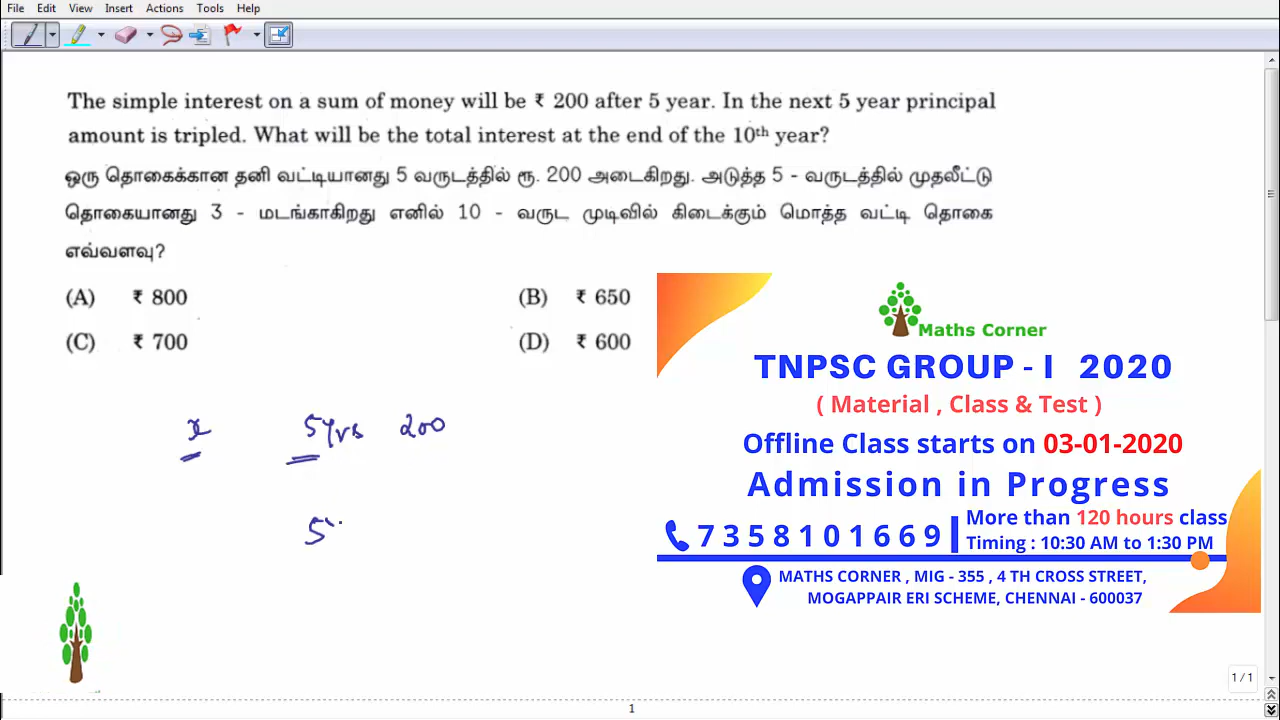 File Edit View Insert Actions Tools Help
The simple interest on a sum of money will be ₹ 200 after 5 year. In the next 5 year principal
amount is tripled. What will be the total interest at the end of the 10th year?
ஒரு தொகைக்கான தனி வட்டியானது 5 வருடத்தில் ரூ. 200 அடைகிறது. அடுத்த 5 - வருடத்தில் முதலீட்டு
தொகையானது 3 - மடங்காகிறது எனில் 10 - வருட முடிவில் கிடைக்கும் மொத்த வட்டி தொகை
எவ்வளவு?
(A) ₹ 800 (B) ₹ 650
(C) ₹ 700 (D) ₹ 600
x 5yrs 200
5
Maths Corner
TNPSC GROUP - I 2020
( Material , Class & Test )
Offline Class starts on 03-01-2020
Admission in Progress
7358101669
More than 120 hours class
Timing : 10:30 AM to 1:30 PM
MATHS CORNER , MIG - 355 , 4 TH CROSS STREET,
MOGAPPAIR ERI SCHEME, CHENNAI - 600037
1 / 1
1